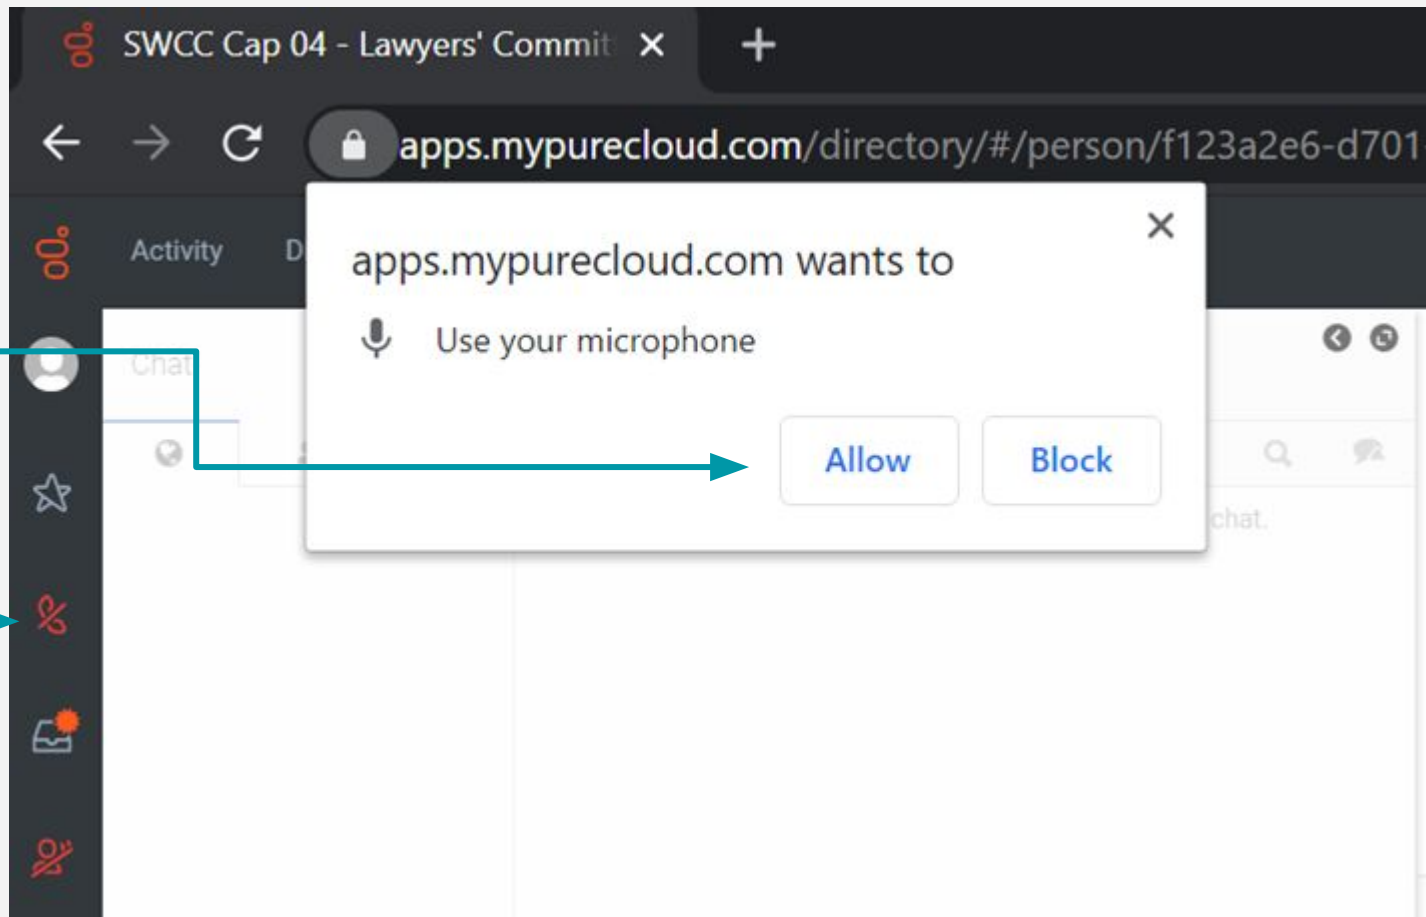 SWCC Cap 04 - Lawyers' Commit
apps.mypurecloud.com/directory/#/person/f123a2e6-d701
Activity D
apps.mypurecloud.com wants to
Use your microphone
Chat
Allow Block
chat.